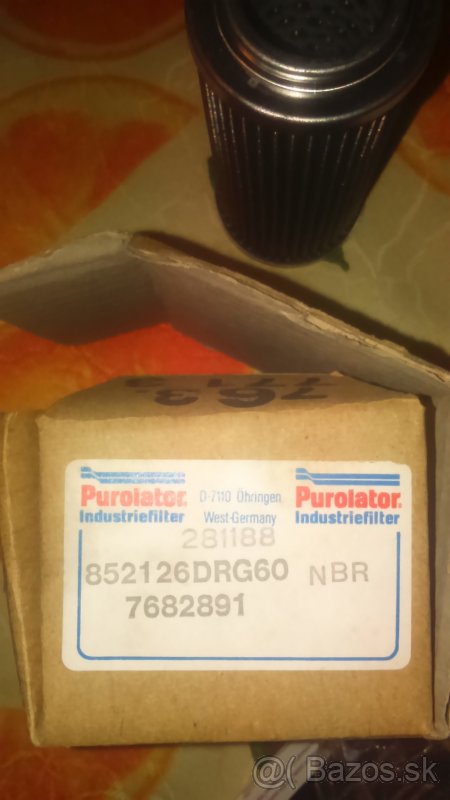 Purolator
Industriefilter
D-7110 Öhringen
West-Germany
Purolator
Industriefilter
281188
852126DRG60 NBR
7682891
@(Bazos.sk